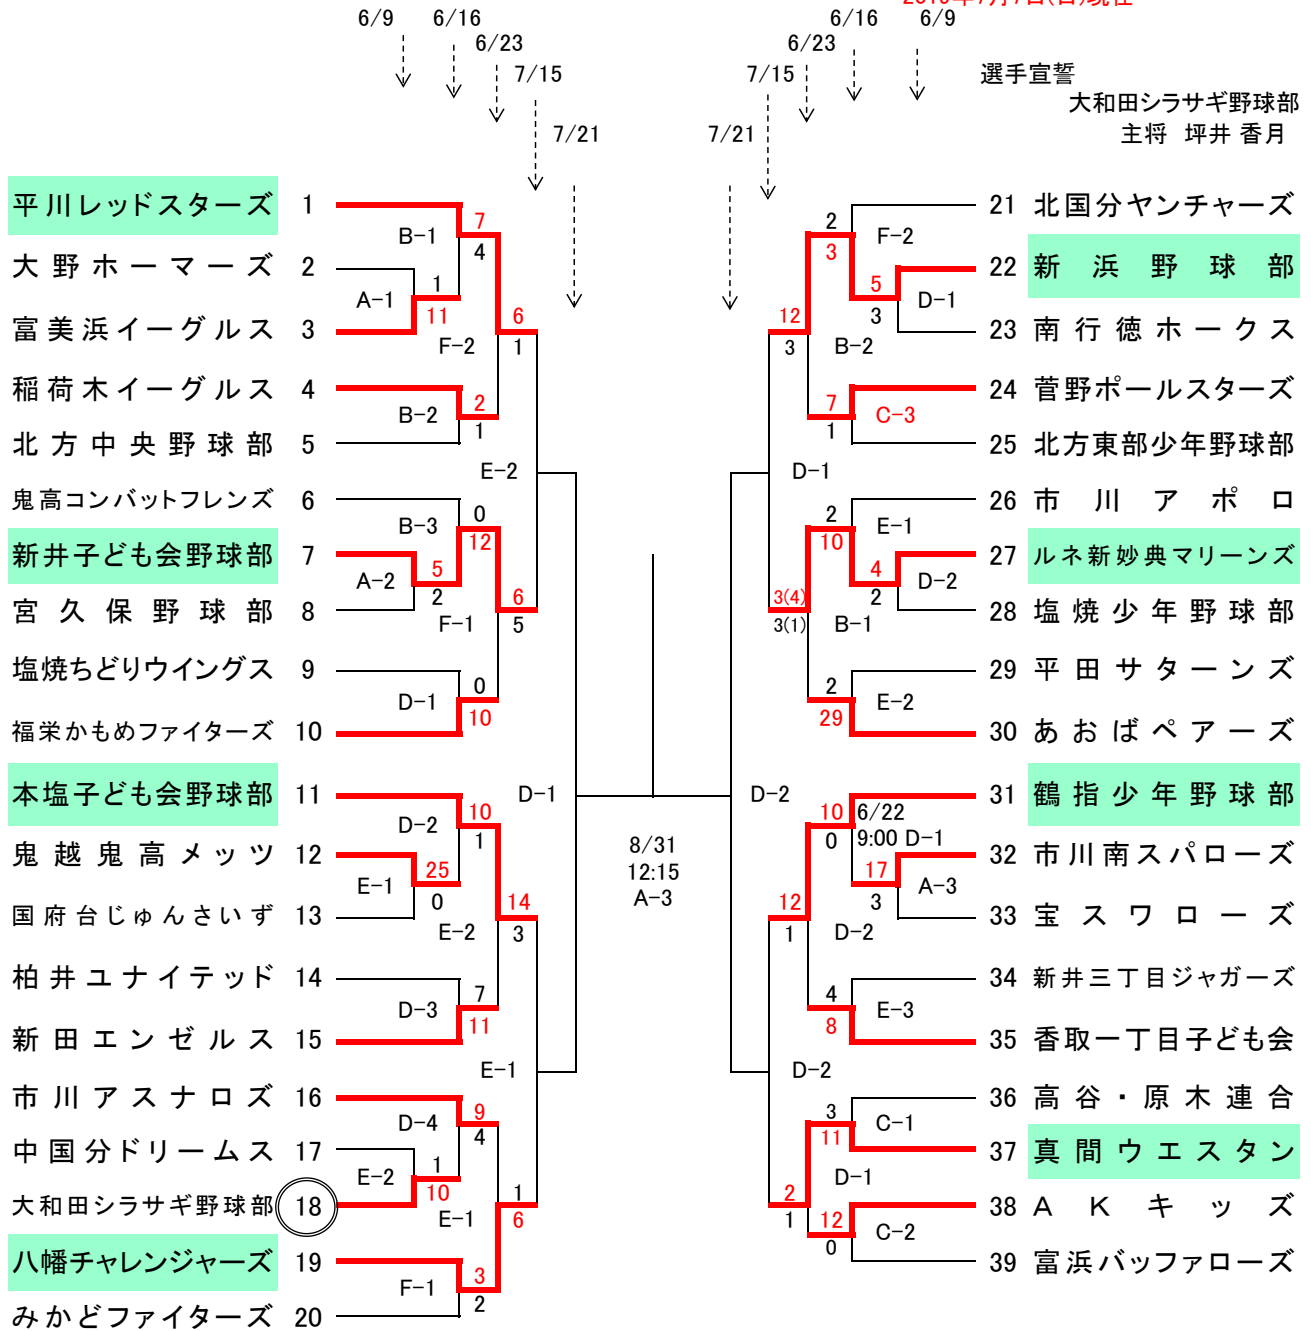 2019年7月7日(日)現在
6/9 6/16 6/23 7/15 7/21
7/21 7/15 6/23 6/16 6/9
選手宣誓
大和田シラサギ野球部
主将 坪井 香月
平川レッドスターズ 1
大野ホーマーズ 2
富美浜イーグルス 3
稲荷木イーグルス 4
北方中央野球部 5
鬼高コンバットフレンズ 6
新井子ども会野球部 7
宮久保野球部 8
塩焼ちどりウイングス 9
福栄かもめファイターズ 10
本塩子ども会野球部 11
鬼越鬼高メッツ 12
国府台じゅんさいず 13
柏井ユナイテッド 14
新田エンゼルス 15
市川アスナロズ 16
中国分ドリームス 17
大和田シラサギ野球部 18
八幡チャレンジャーズ 19
みかどファイターズ 20
B-1 7 4
A-1 1 11
F-2 6 1
B-2 2 1
E-2
B-3 0 12
A-2 5 2
F-1 6 5
D-1 0 10
D-1
D-2 10 1
E-1 25 0
E-2 14 3
D-3 7 11
E-1
D-4 9 4
E-2 1 10
E-1 1 6
F-1 3 2
8/31
12:15
A-3
21 北国分ヤンチャーズ
22 新浜野球部
23 南行徳ホークス
24 菅野ポールスターズ
25 北方東部少年野球部
26 市川アポロ
27 ルネ新妙典マリーンズ
28 塩焼少年野球部
29 平田サターンズ
30 あおばペアーズ
31 鶴指少年野球部
32 市川南スパローズ
33 宝スワローズ
34 新井三丁目ジャガーズ
35 香取一丁目子ども会
36 高谷・原木連合
37 真間ウエスタン
38 AKキッズ
39 富浜バッファローズ
2 3 F-2
5 3 D-1
12 3 B-2
7 1 C-3
D-1
2 10 E-1
4 2 D-2
3(4) 3(1) B-1
2 29 E-2
D-2
10 0 6/22
9:00 D-1
17 3 A-3
12 1 D-2
4 8 E-3
D-2
3 11 C-1
2 1 D-1
12 0 C-2